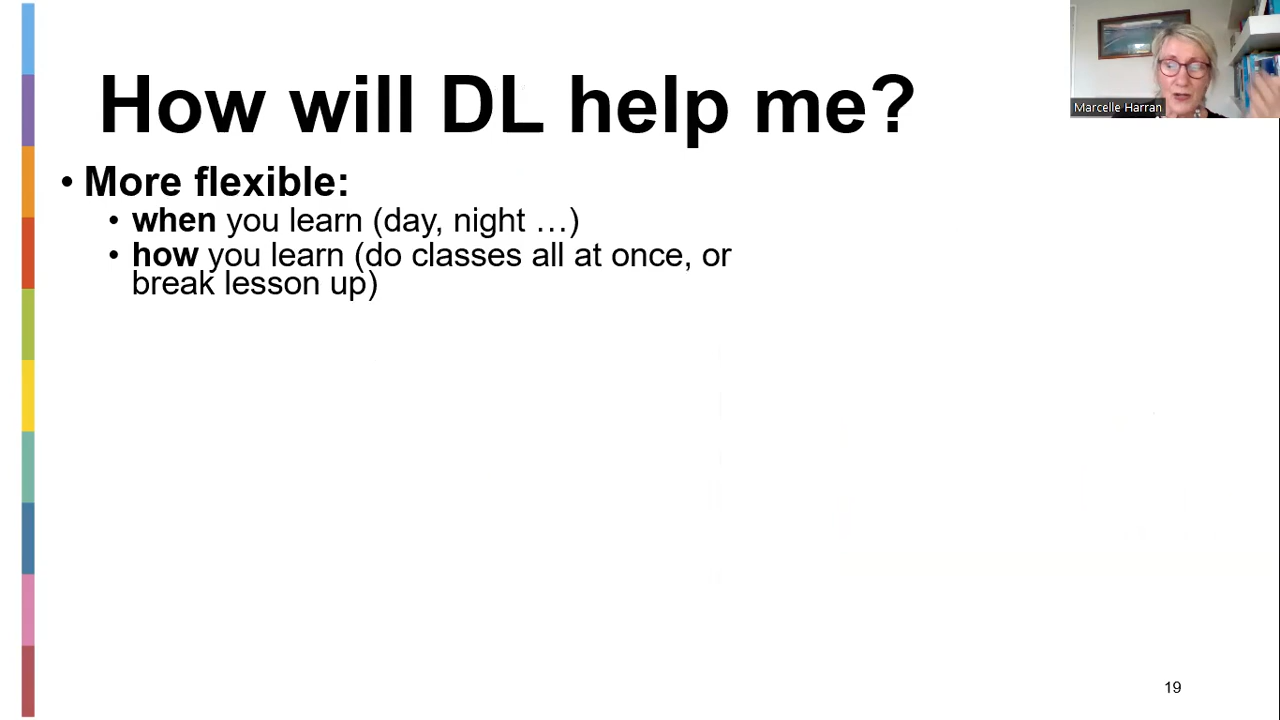 How will DL help me?
Marcelle Harran
• More flexible:
• when you learn (day, night …)
• how you learn (do classes all at once, or
break lesson up)
19